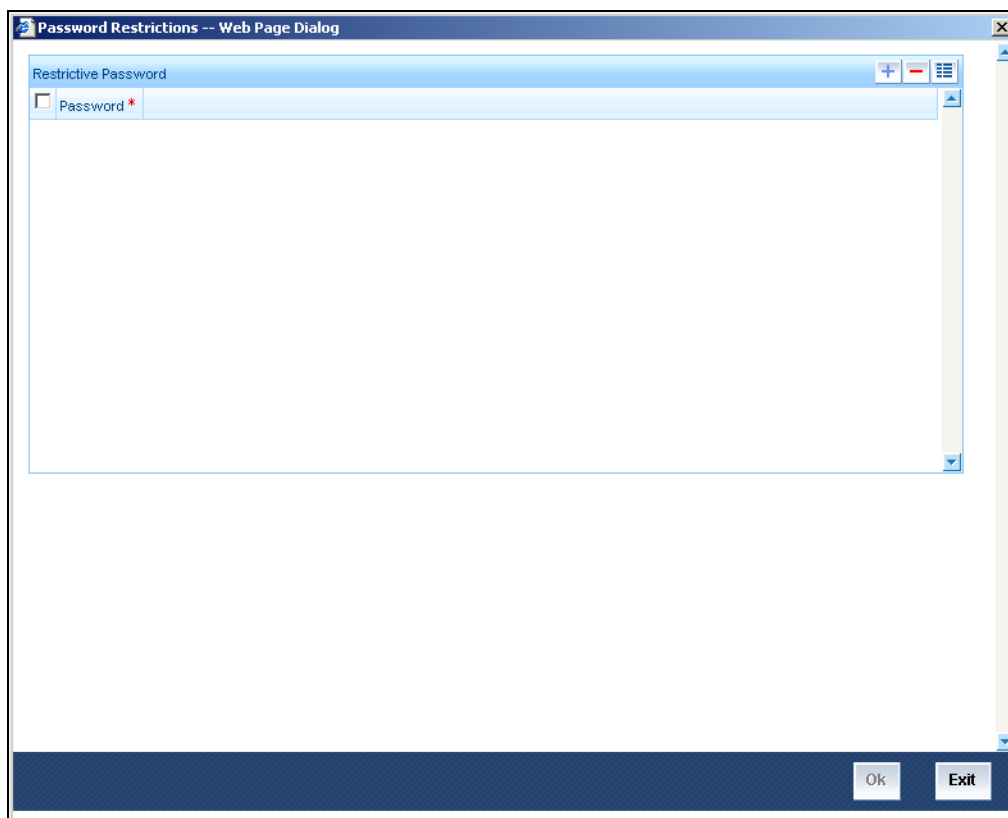 Password Restrictions -- Web Page Dialog
Restrictive Password
Password *
Ok
Exit